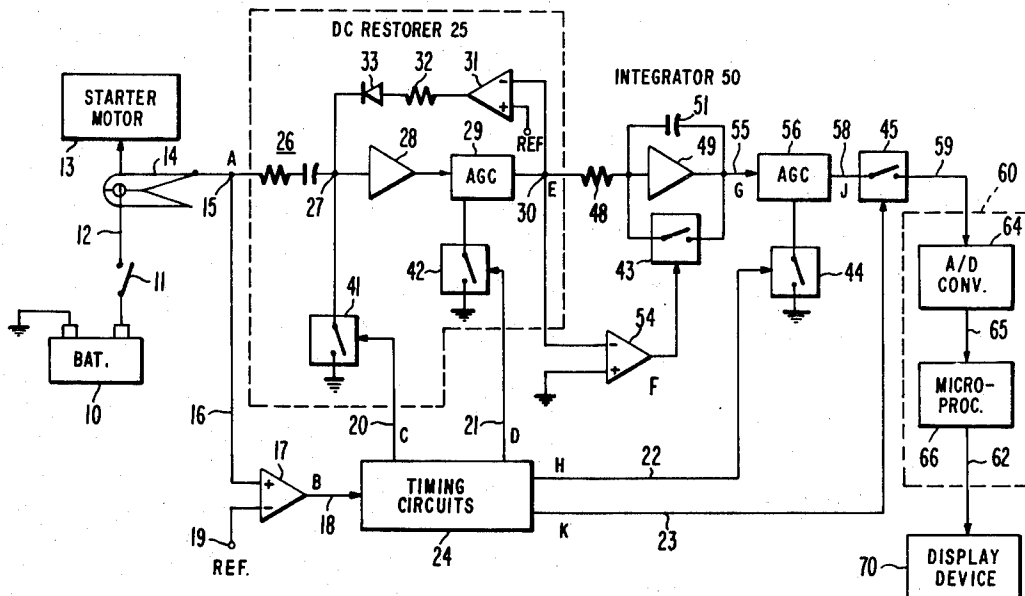 DC RESTORER 25
STARTER
MOTOR
13
14
A
15
12
11
BAT.
10
16
26
27
28
29
AGC
33
32
31
REF
30
E
42
41
20
C
21
D
INTEGRATOR 50
51
48
49
43
54
F
55
G
56
AGC
58
J
45
59
44
60
64
A/D
CONV.
65
MICRO-
PROC.
66
62
17
B
18
19
REF.
TIMING
CIRCUITS
24
H
22
K
23
70
DISPLAY
DEVICE